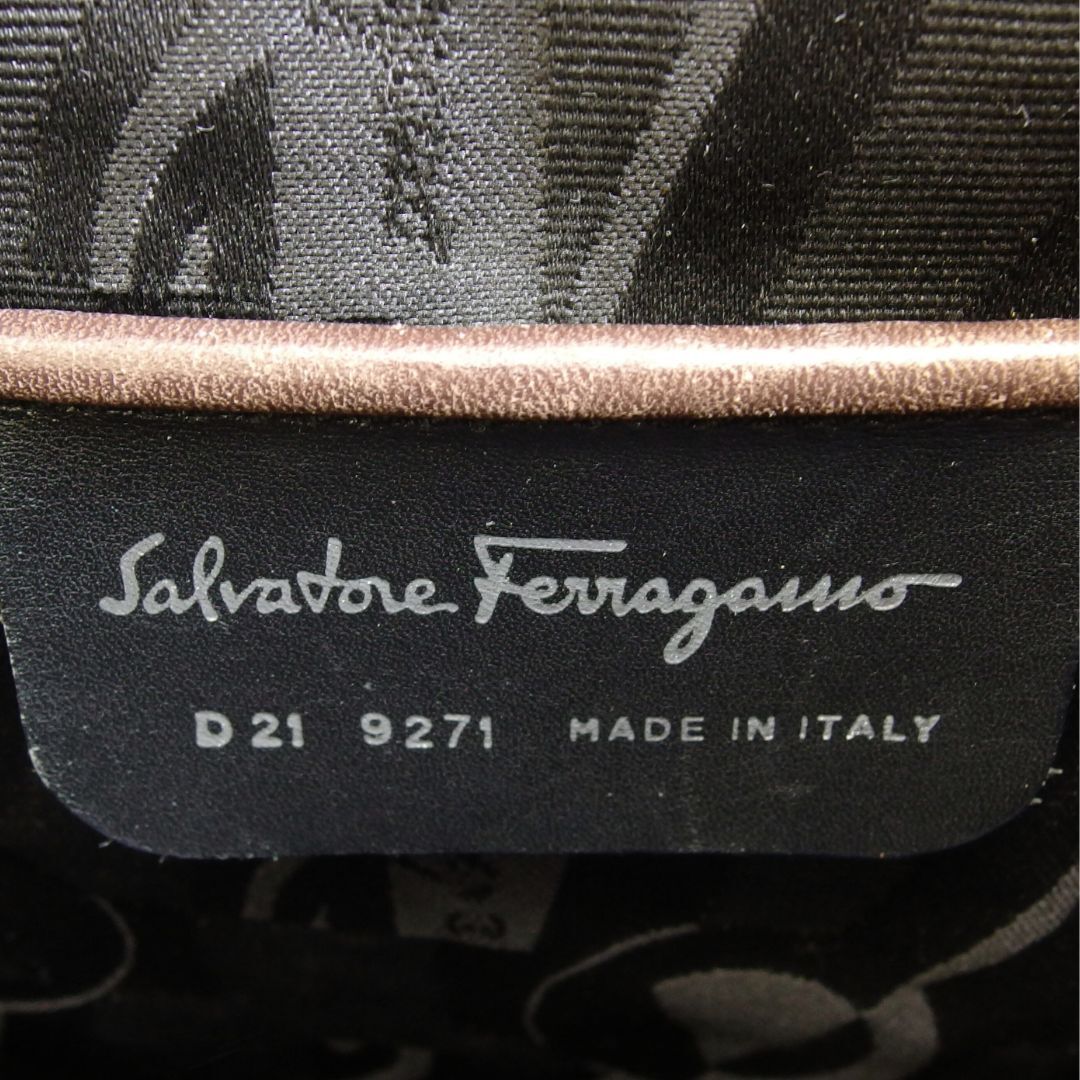 Salvatore Ferragamo
D21 9271 MADE IN ITALY